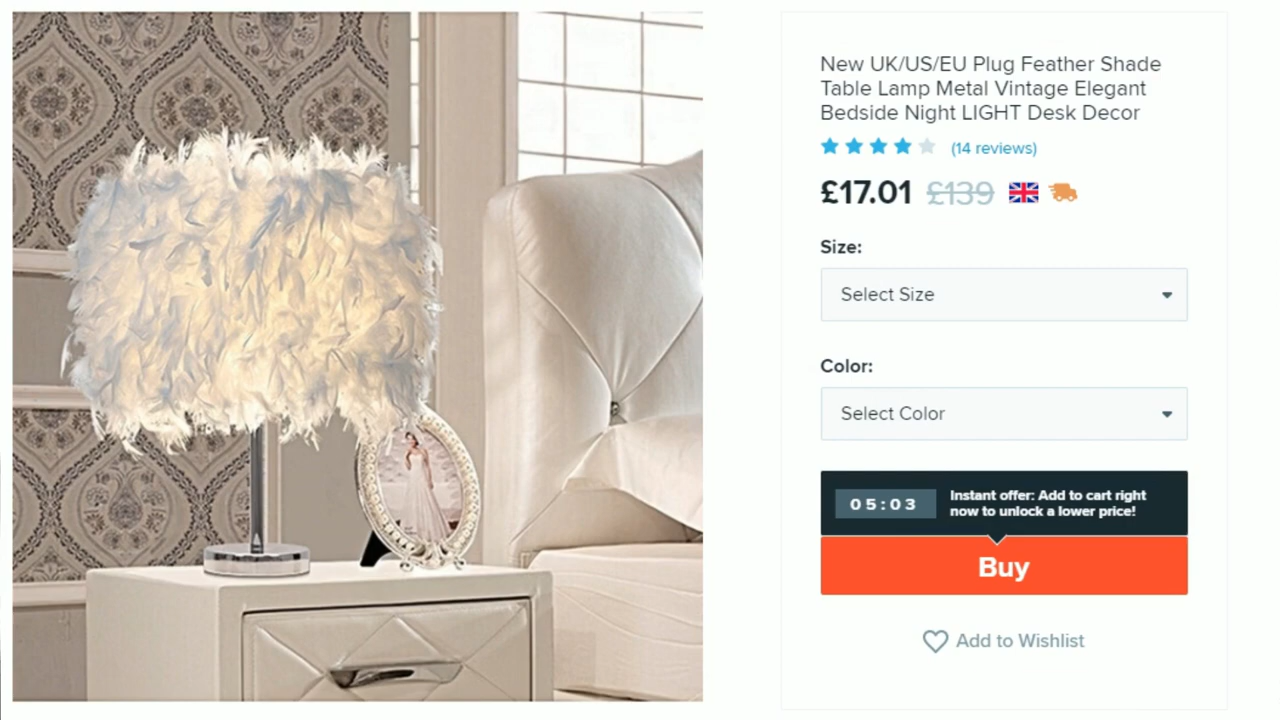 New UK/US/EU Plug Feather Shade
Table Lamp Metal Vintage Elegant
Bedside Night LIGHT Desk Decor
(14 reviews)
£17.01 £139
Size:
Select Size
Color:
Select Color
05:03
Instant offer: Add to cart right
now to unlock a lower price!
Buy
Add to Wishlist